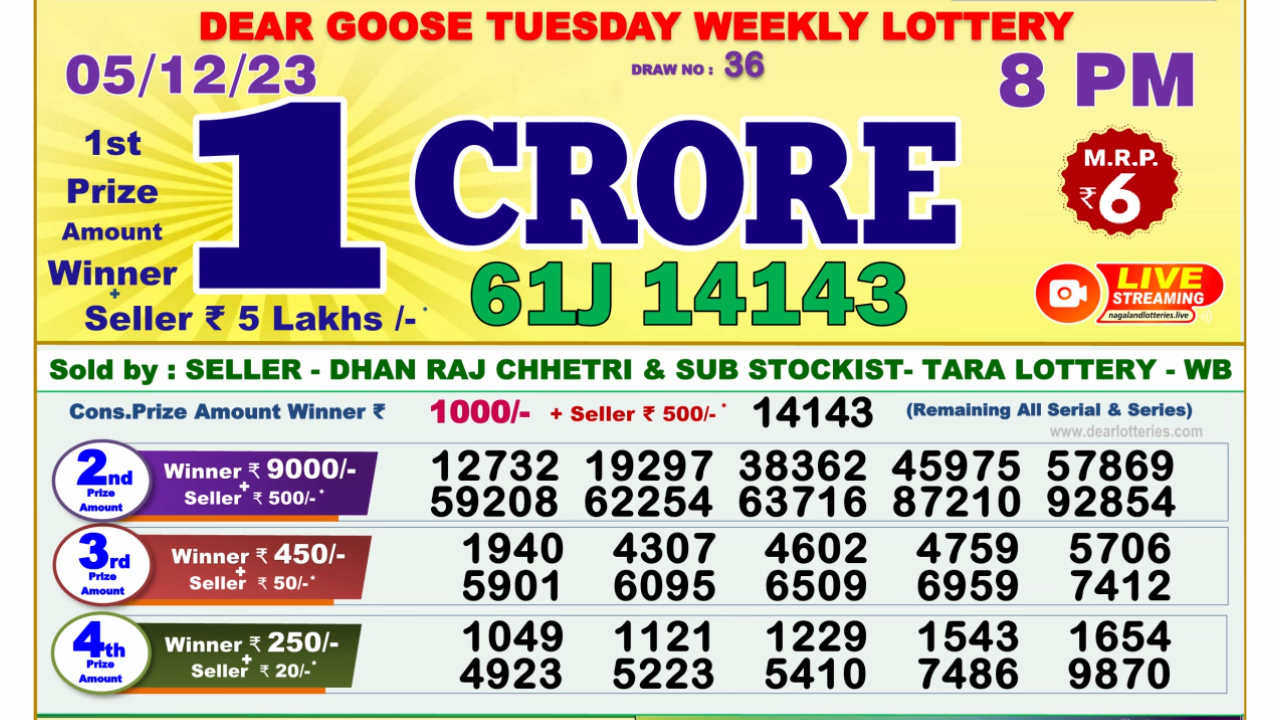 DEAR GOOSE TUESDAY WEEKLY LOTTERY
05/12/23
DRAW NO : 36
8 PM
1st
Prize
Amount
Winner
+
Seller ₹ 5 Lakhs /-*
1 CRORE
61J 14143
M.R.P.
₹6
LIVE
STREAMING
nagalandlotteries.live
Sold by : SELLER - DHAN RAJ CHHETRI & SUB STOCKIST- TARA LOTTERY - WB
Cons.Prize Amount Winner ₹ 1000/- + Seller ₹ 500/-* 14143 (Remaining All Serial & Series)
www.dearlotteries.com
2nd
Prize
Amount
Winner ₹ 9000/-
+
Seller ₹ 500/-*
12732 19297 38362 45975 57869
59208 62254 63716 87210 92854
3rd
Prize
Amount
Winner ₹ 450/-
+
Seller ₹ 50/-*
1940 4307 4602 4759 5706
5901 6095 6509 6959 7412
4th
Prize
Amount
Winner ₹ 250/-
+
Seller ₹ 20/-*
1049 1121 1229 1543 1654
4923 5223 5410 7486 9870